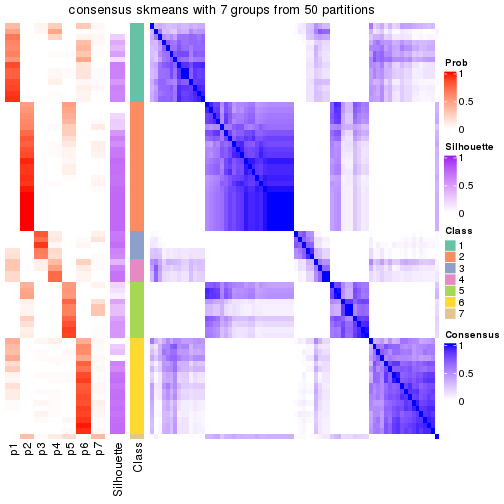 consensus skmeans with 7 groups from 50 partitions
Prob
1
0.5
0
Silhouette
1
0.5
0
Class
1
2
3
4
5
6
7
Consensus
1
0.5
0
p1
p2
p3
p4
p5
p6
p7
Silhouette
Class